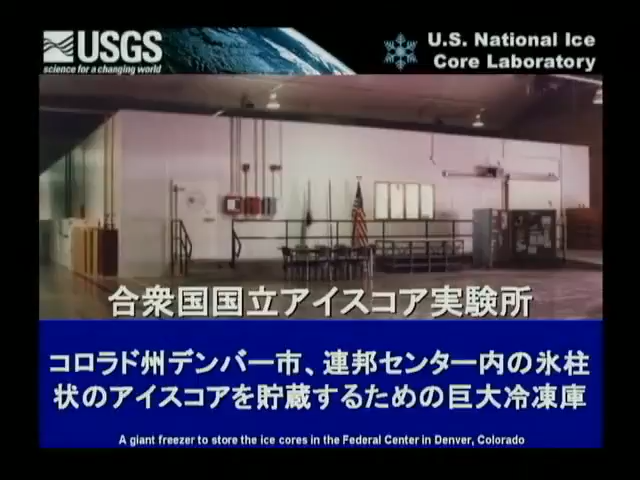 USGS
science for a changing world
U.S. National Ice
Core Laboratory
合衆国国立アイスコア実験所
コロラド州デンバー市、連邦センター内の氷柱
状のアイスコアを貯蔵するための巨大冷凍庫
A giant freezer to store the ice cores in the Federal Center in Denver, Colorado